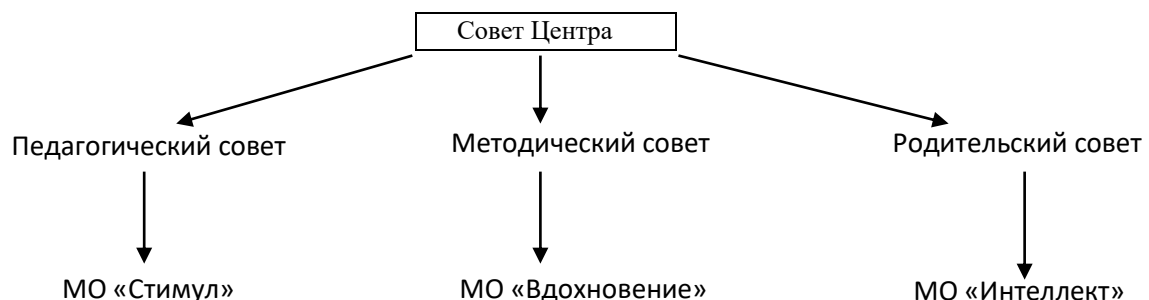 Совет Центра
Педагогический совет Методический совет Родительский совет
МО «Стимул» МО «Вдохновение» МО «Интеллект»